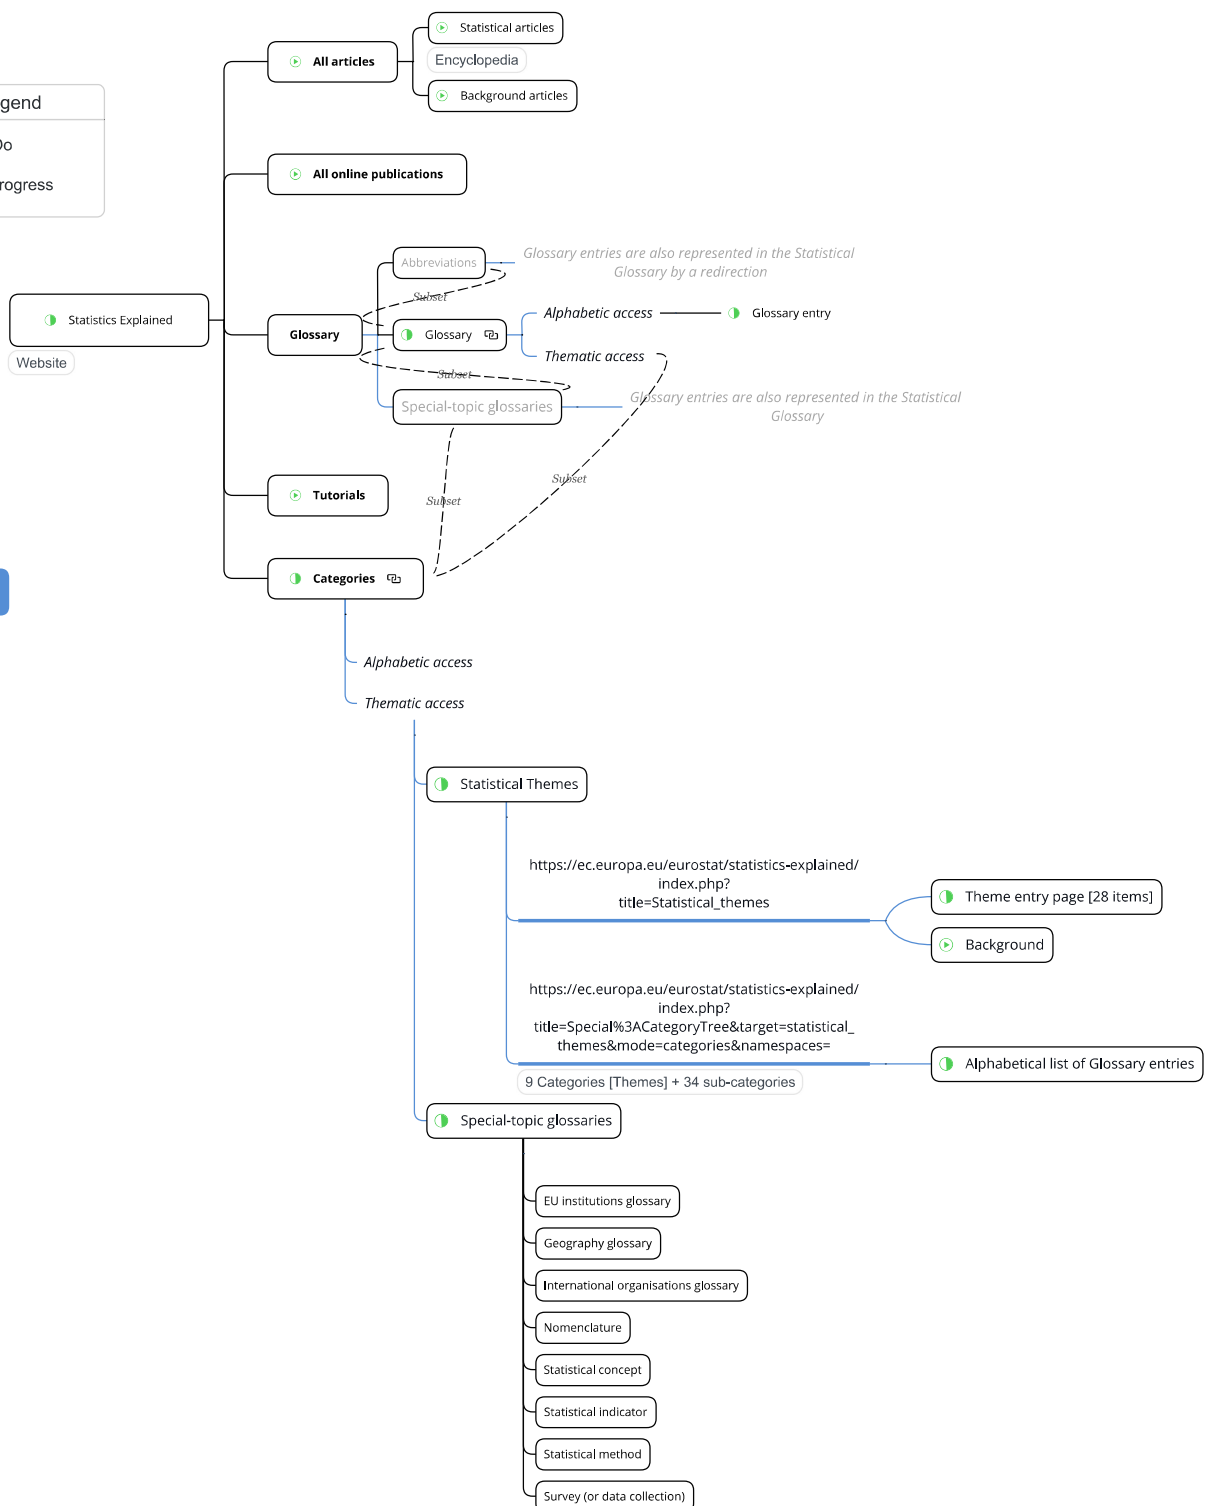 Statistical articles
All articles
Encyclopedia
Background articles
gend
Do
rogress
All online publications
Abbreviations
Glossary entries are also represented in the Statistical
Glossary by a redirection
Subset
Statistics Explained
Website
Glossary
Glossary
Alphabetic access
Glossary entry
Thematic access
Subset
Special-topic glossaries
Glossary entries are also represented in the Statistical
Glossary
Subset
Subset
Tutorials
Categories
Alphabetic access
Thematic access
Statistical Themes
https://ec.europa.eu/eurostat/statistics-explained/
index.php?
title=Statistical_themes
Theme entry page [28 items]
Background
https://ec.europa.eu/eurostat/statistics-explained/
index.php?
title=Special%3ACategoryTree&target=statistical_
themes&mode=categories&namespaces=
Alphabetical list of Glossary entries
9 Categories [Themes] + 34 sub-categories
Special-topic glossaries
EU institutions glossary
Geography glossary
International organisations glossary
Nomenclature
Statistical concept
Statistical indicator
Statistical method
Survey (or data collection)